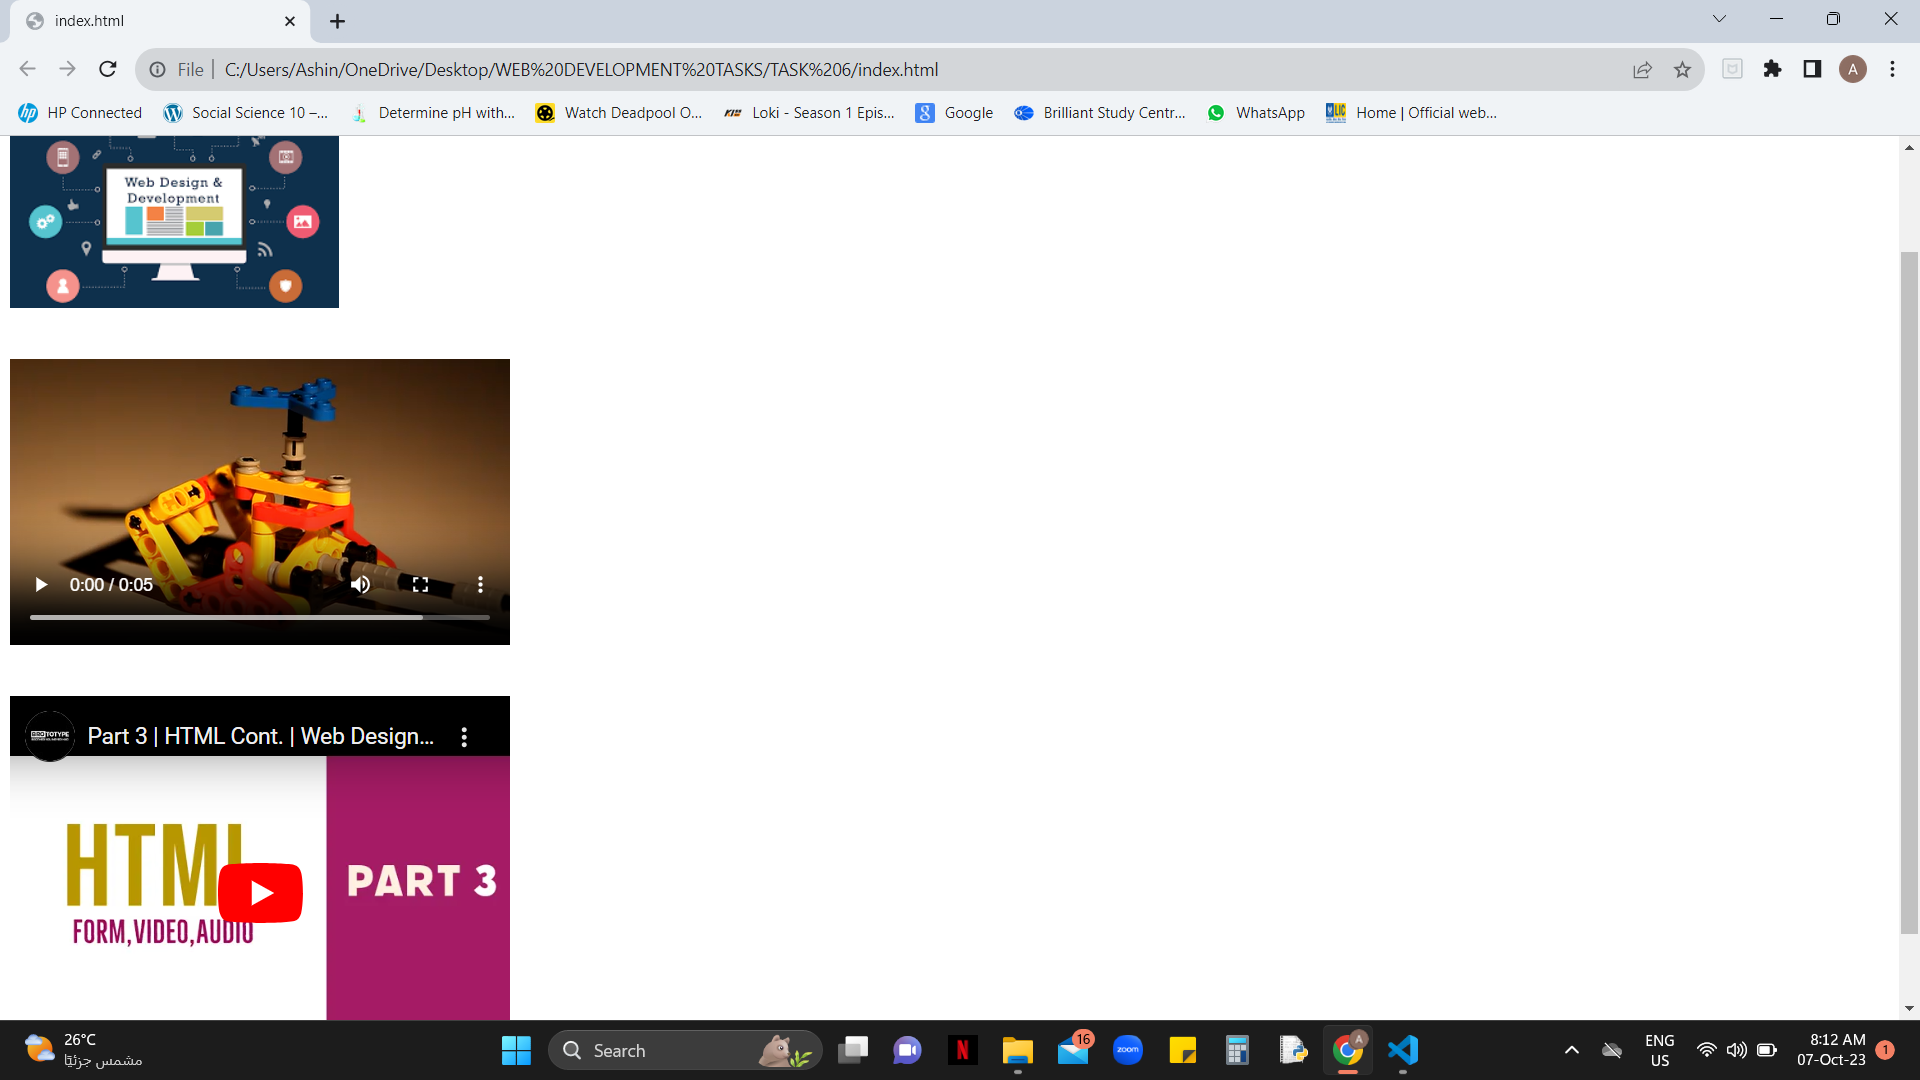 index.html
File
C:/Users/Ashin/OneDrive/Desktop/WEB%20DEVELOPMENT%20TASKS/TASK%206/index.html
A
HP Connected
Social Science 10 –...
Determine pH with...
Watch Deadpool O...
Loki - Season 1 Epis...
Google
Brilliant Study Centr...
WhatsApp
Home | Official web...
Web Design &
Development
0:00 / 0:05
Part 3 | HTML Cont. | Web Design...
HTML
PART 3
FORM,VIDEO,AUDIO
26°C
مشمس جزئيًا
Search
16
zoom
A
ENG
US
8:12 AM
07-Oct-23
1